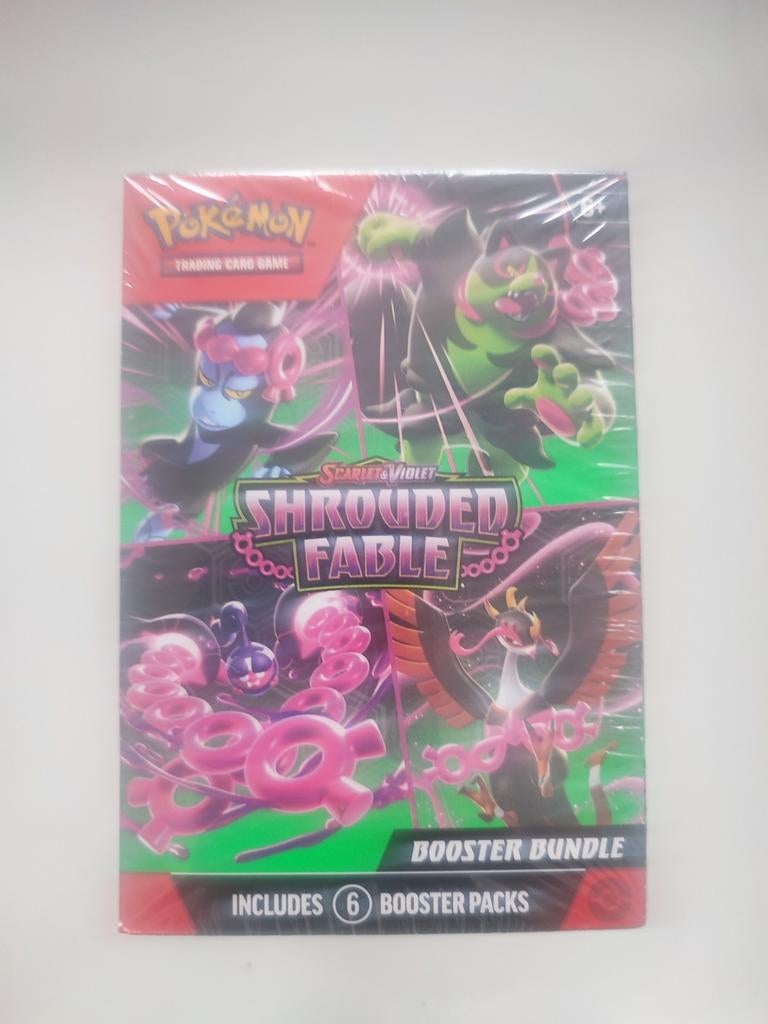 POKéMON
TRADING CARD GAME
6+
SCARLET & VIOLET
SHROUDED
FABLE
BOOSTER BUNDLE
INCLUDES 6 BOOSTER PACKS